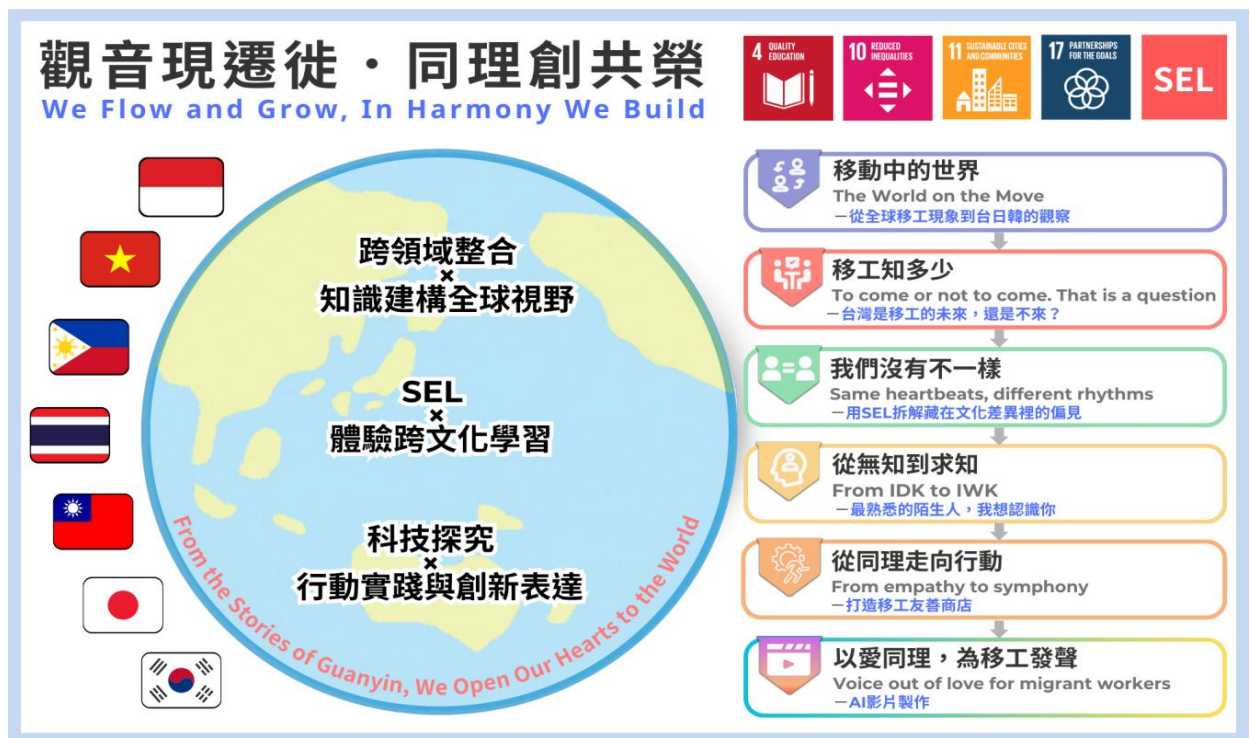 觀音現遷徙・同理創共榮
We Flow and Grow, In Harmony We Build
4 QUALITY EDUCATION
10 REDUCED INEQUALITIES
11 SUSTAINABLE CITIES AND COMMUNITIES
17 PARTNERSHIPS FOR THE GOALS
SEL
跨領域整合
×
知識建構全球視野
SEL
×
體驗跨文化學習
科技探究
×
行動實踐與創新表達
From the Stories of Guanyin, We Open Our Hearts to the World
移動中的世界
The World on the Move
－從全球移工現象到台日韓的觀察
移工知多少
To come or not to come. That is a question
－台灣是移工的未來，還是不來？
我們沒有不一樣
Same heartbeats, different rhythms
－用SEL拆解藏在文化差異裡的偏見
從無知到求知
From IDK to IWK
－最熟悉的陌生人，我想認識你
從同理走向行動
From empathy to symphony
－打造移工友善商店
以愛同理，為移工發聲
Voice out of love for migrant workers
－AI影片製作